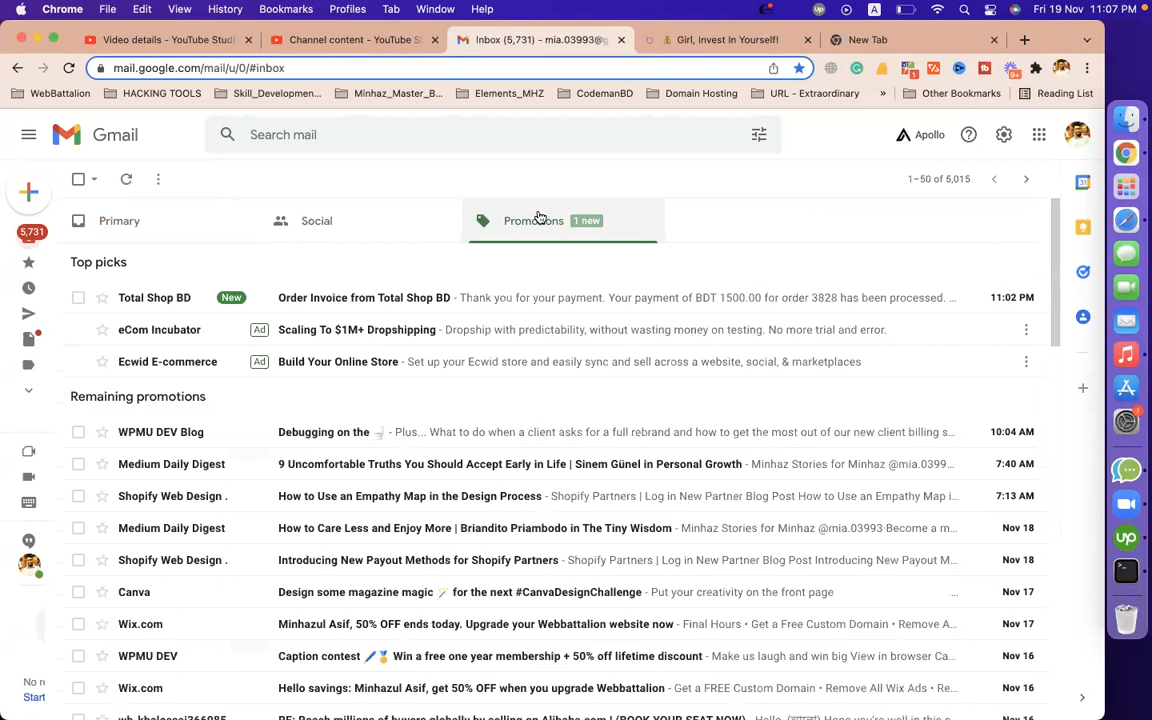 Chrome File Edit View History Bookmarks Profiles Tab Window Help up A Fri 19 Nov 11:07 PM
Video details - YouTube Studi Channel content - YouTube S Inbox (5,731) - mia.03993@g Girl, Invest In Yourself! New Tab
mail.google.com/mail/u/0/#inbox
WebBattalion HACKING TOOLS Skill_Developmen... Minhaz_Master_B... Elements_MHZ CodemanBD Domain Hosting URL - Extraordinary » Other Bookmarks Reading List
Gmail Search mail Apollo
1–50 of 5,015
Primary Social Promotions 1 new
5,731
Top picks
Total Shop BD New Order Invoice from Total Shop BD - Thank you for your payment. Your payment of BDT 1500.00 for order 3828 has been processed. ... 11:02 PM
eCom Incubator Ad Scaling To $1M+ Dropshipping - Dropship with predictability, without wasting money on testing. No more trial and error.
Ecwid E-commerce Ad Build Your Online Store - Set up your Ecwid store and easily sync and sell across a website, social, & marketplaces
Remaining promotions
WPMU DEV Blog Debugging on the 🚽 - Plus... What to do when a client asks for a full rebrand and how to get the most out of our new client billing s... 10:04 AM
Medium Daily Digest 9 Uncomfortable Truths You Should Accept Early in Life | Sinem Günel in Personal Growth - Minhaz Stories for Minhaz @mia.0399... 7:40 AM
Shopify Web Design . How to Use an Empathy Map in the Design Process - Shopify Partners | Log in New Partner Blog Post How to Use an Empathy Map i... 7:13 AM
Medium Daily Digest How to Care Less and Enjoy More | Briandito Priambodo in The Tiny Wisdom - Minhaz Stories for Minhaz @mia.03993·Become a m... Nov 18
Shopify Web Design . Introducing New Payout Methods for Shopify Partners - Shopify Partners | Log in New Partner Blog Post Introducing New Payout M... Nov 18
Canva Design some magazine magic 🪄 for the next #CanvaDesignChallenge - Put your creativity on the front page ... Nov 17
Wix.com Minhazul Asif, 50% OFF ends today. Upgrade your Webbattalion website now - Final Hours • Get a Free Custom Domain • Remove A... Nov 17
WPMU DEV Caption contest 🖊️🏅 Win a free one year membership + 50% off lifetime discount - Make us laugh and win big View in browser Ca... Nov 16
No re
Start
Wix.com Hello savings: Minhazul Asif, get 50% OFF when you upgrade Webbattalion - Get a FREE Custom Domain • Remove All Wix Ads • Re... Nov 16